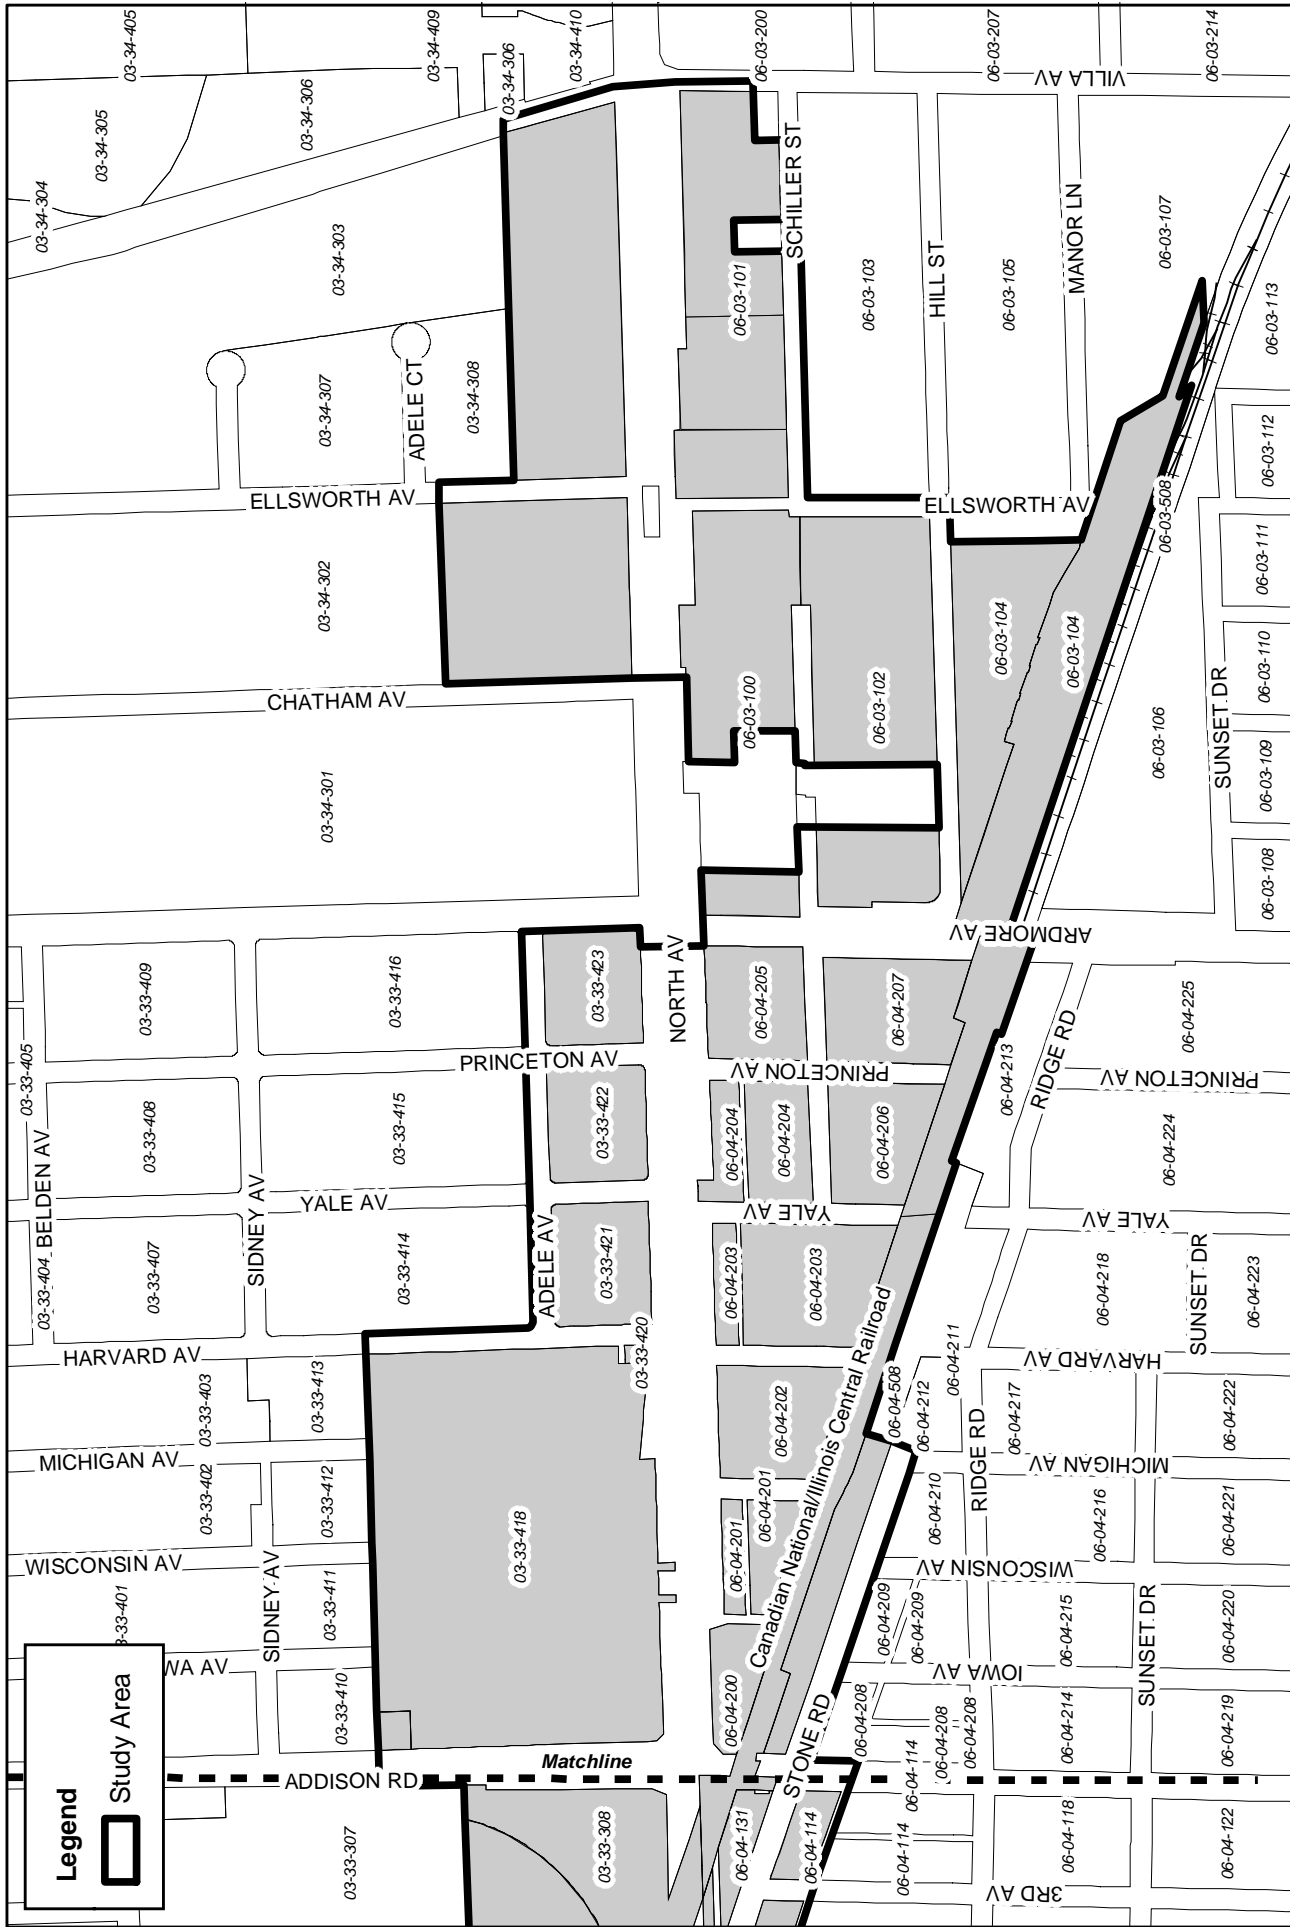 Legend
Study Area
03-34-405
03-34-409
03-34-410
06-03-200
06-03-207
06-03-214
03-34-304
03-34-305
03-34-306
03-34-306
VILLA AV
03-34-303
SCHILLER ST
MANOR LN
06-03-107
06-03-101
06-03-103
HILL ST
06-03-105
06-03-113
03-34-307
ADELE CT
03-34-308
06-03-112
ELLSWORTH AV
ELLSWORTH AV
06-03-508
06-03-111
03-34-302
06-03-104
06-03-104
06-03-110
CHATHAM AV
06-03-100
06-03-102
06-03-106
SUNSET DR
06-03-109
03-34-301
06-03-108
ARDMORE AV
03-33-409
03-33-416
03-33-423
NORTH AV
06-04-205
06-04-207
06-04-225
03-33-405
PRINCETON AV
PRINCETON AV
06-04-213
RIDGE RD
PRINCETON AV
03-33-408
03-33-415
03-33-422
06-04-204
06-04-204
06-04-206
06-04-224
BELDEN AV
SIDNEY AV
YALE AV
YALE AV
YALE AV
03-33-404
03-33-407
03-33-414
ADELE AV
03-33-421
06-04-203
06-04-203
06-04-218
SUNSET DR
06-04-223
HARVARD AV
03-33-420
Canadian National/Illinois Central Railroad
06-04-211
HARVARD AV
03-33-403
03-33-413
06-04-202
06-04-508
06-04-212
06-04-217
06-04-222
MICHIGAN AV
RIDGE RD
MICHIGAN AV
03-33-402
03-33-412
03-33-418
06-04-201
06-04-201
06-04-210
06-04-216
06-04-221
WISCONSIN AV
WISCONSIN AV
3-33-401
SIDNEY AV
03-33-411
06-04-209
06-04-209
06-04-215
06-04-220
WA AV
IOWA AV
SUNSET DR
03-33-410
06-04-200
STONE RD
06-04-208
06-04-208
06-04-208
06-04-214
06-04-219
ADDISON RD
Matchline
03-33-307
03-33-308
06-04-131
06-04-114
06-04-114
06-04-114
06-04-118
06-04-122
3RD AV